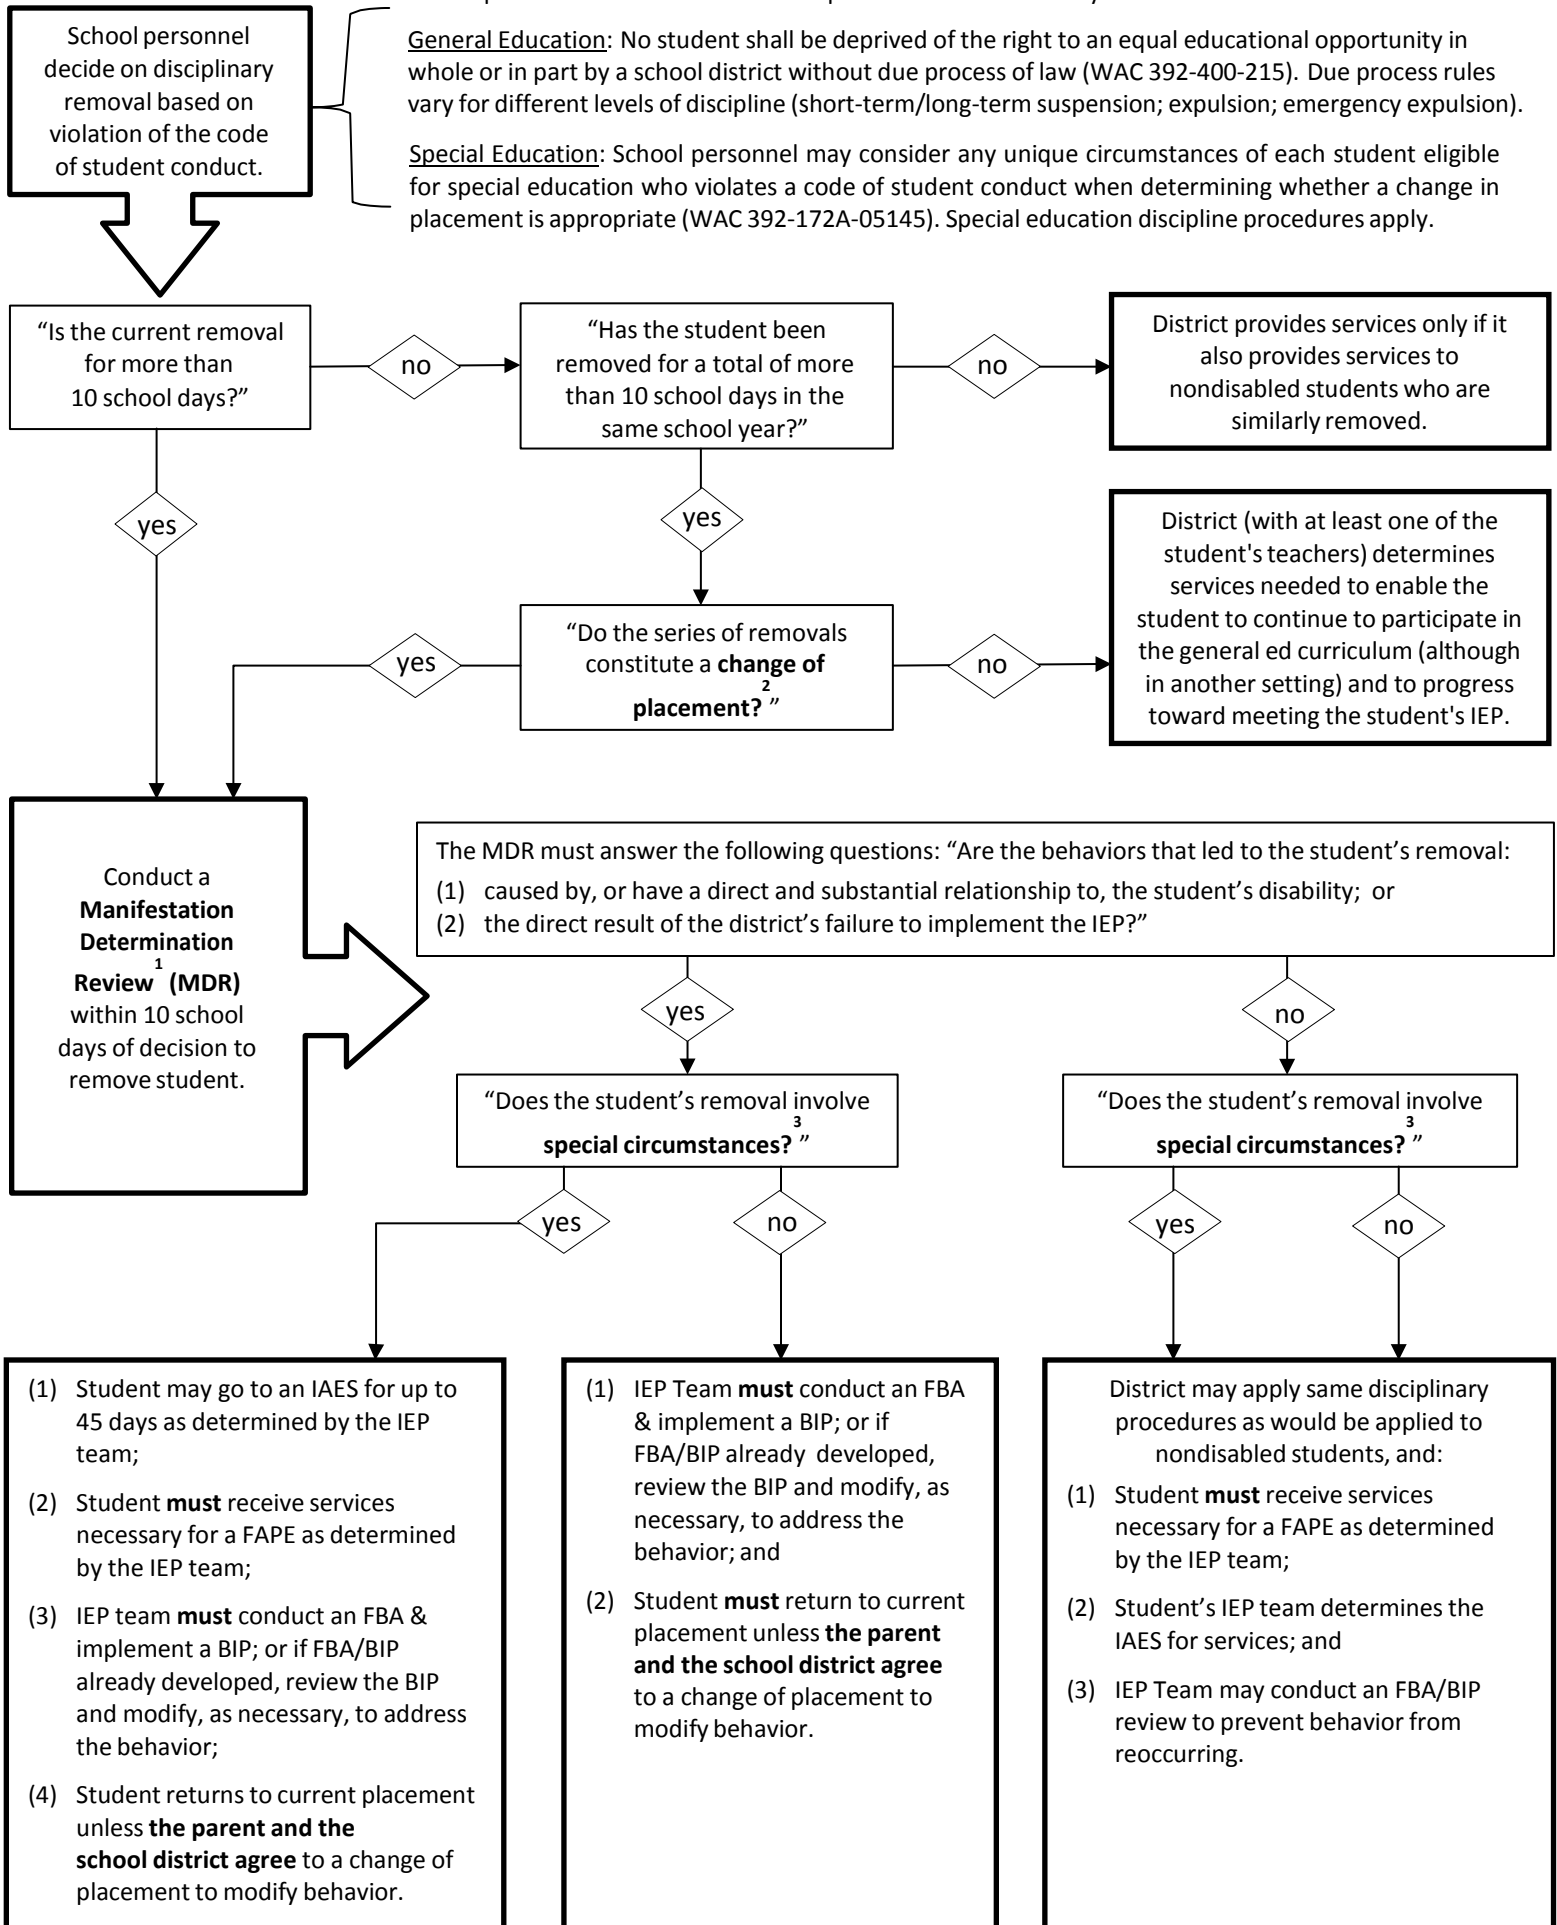 School personnel
decide on disciplinary
removal based on
violation of the code
of student conduct.
General Education: No student shall be deprived of the right to an equal educational opportunity in
whole or in part by a school district without due process of law (WAC 392-400-215). Due process rules
vary for different levels of discipline (short-term/long-term suspension; expulsion; emergency expulsion).
Special Education: School personnel may consider any unique circumstances of each student eligible
for special education who violates a code of student conduct when determining whether a change in
placement is appropriate (WAC 392-172A-05145). Special education discipline procedures apply.
“Is the current removal
for more than
10 school days?”
no
“Has the student been
removed for a total of more
than 10 school days in the
same school year?”
no
District provides services only if it
also provides services to
nondisabled students who are
similarly removed.
yes
yes
District (with at least one of the
student's teachers) determines
services needed to enable the
student to continue to participate in
the general ed curriculum (although
in another setting) and to progress
toward meeting the student's IEP.
yes
“Do the series of removals
constitute a change of
placement?2”
no
Conduct a
Manifestation
Determination
Review1 (MDR)
within 10 school
days of decision to
remove student.
The MDR must answer the following questions: “Are the behaviors that led to the student’s removal:
(1) caused by, or have a direct and substantial relationship to, the student’s disability; or
(2) the direct result of the district’s failure to implement the IEP?”
yes
no
“Does the student’s removal involve
special circumstances?3”
“Does the student’s removal involve
special circumstances?3”
yes
no
yes
no
(1) Student may go to an IAES for up to
45 days as determined by the IEP
team;
(2) Student must receive services
necessary for a FAPE as determined
by the IEP team;
(3) IEP team must conduct an FBA &
implement a BIP; or if FBA/BIP
already developed, review the BIP
and modify, as necessary, to address
the behavior;
(4) Student returns to current placement
unless the parent and the
school district agree to a change of
placement to modify behavior.
(1) IEP Team must conduct an FBA
& implement a BIP; or if
FBA/BIP already developed,
review the BIP and modify, as
necessary, to address the
behavior; and
(2) Student must return to current
placement unless the parent
and the school district agree
to a change of placement to
modify behavior.
District may apply same disciplinary
procedures as would be applied to
nondisabled students, and:
(1) Student must receive services
necessary for a FAPE as determined
by the IEP team;
(2) Student’s IEP team determines the
IAES for services; and
(3) IEP Team may conduct an FBA/BIP
review to prevent behavior from
reoccurring.